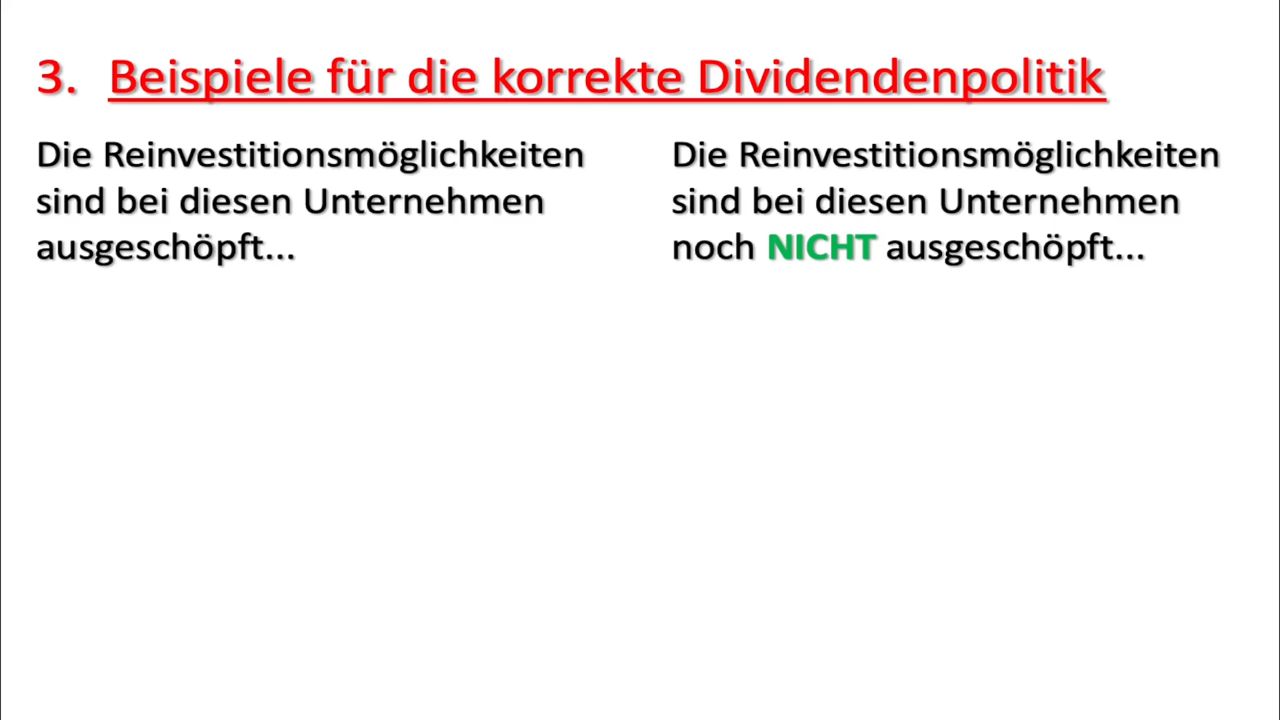 3. Beispiele für die korrekte Dividendenpolitik
Die Reinvestitionsmöglichkeiten
sind bei diesen Unternehmen
ausgeschöpft...
Die Reinvestitionsmöglichkeiten
sind bei diesen Unternehmen
noch NICHT ausgeschöpft...